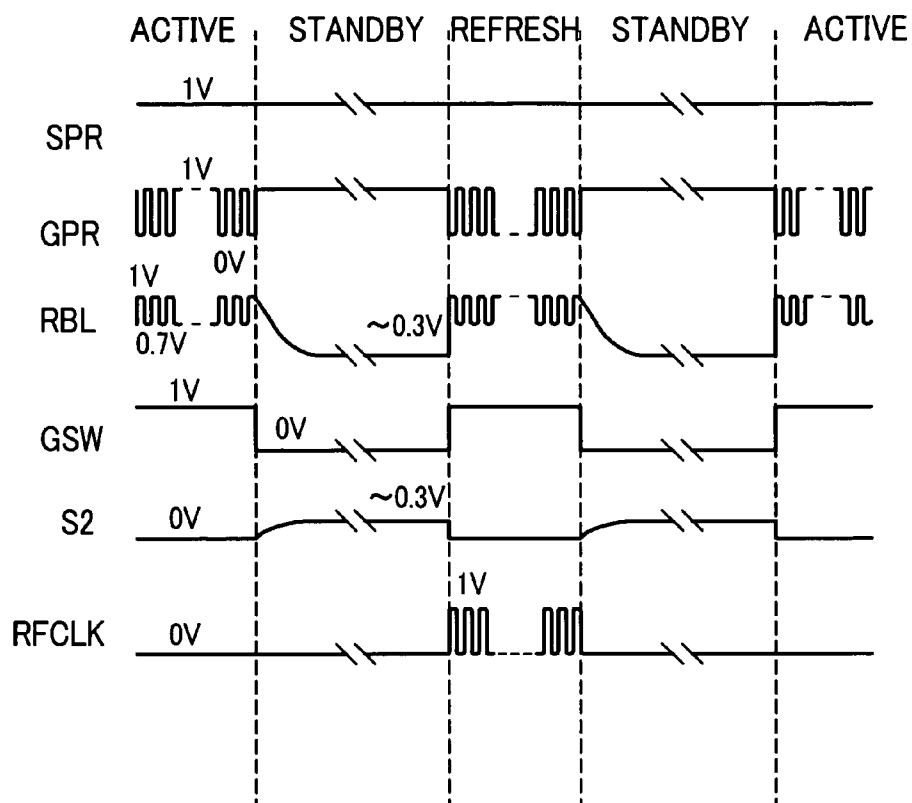 ACTIVE STANDBY REFRESH STANDBY ACTIVE
1V
SPR
1V
GPR
0V
1V
RBL
~0.3V
0.7V
1V
GSW
0V
~0.3V
S2
0V
1V
RFCLK
0V